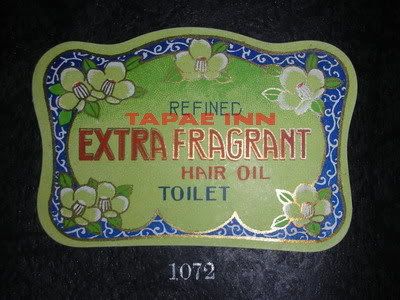 REFINED
TAPAE INN
EXTRA FRAGRANT
HAIR OIL
TOILET
1072